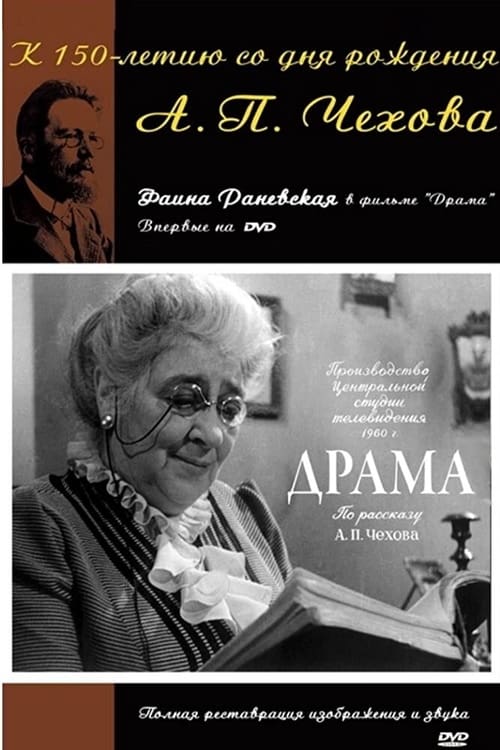 К 150-летию со дня рождения
А. П. Чехова
Фаина Раневская в фильме "Драма"
Впервые на DVD
Производство
Центральной
студии
телевидения
1960 г.
ДРАМА
По рассказу
А. П. Чехова
Полная реставрация изображения и звука
DVD